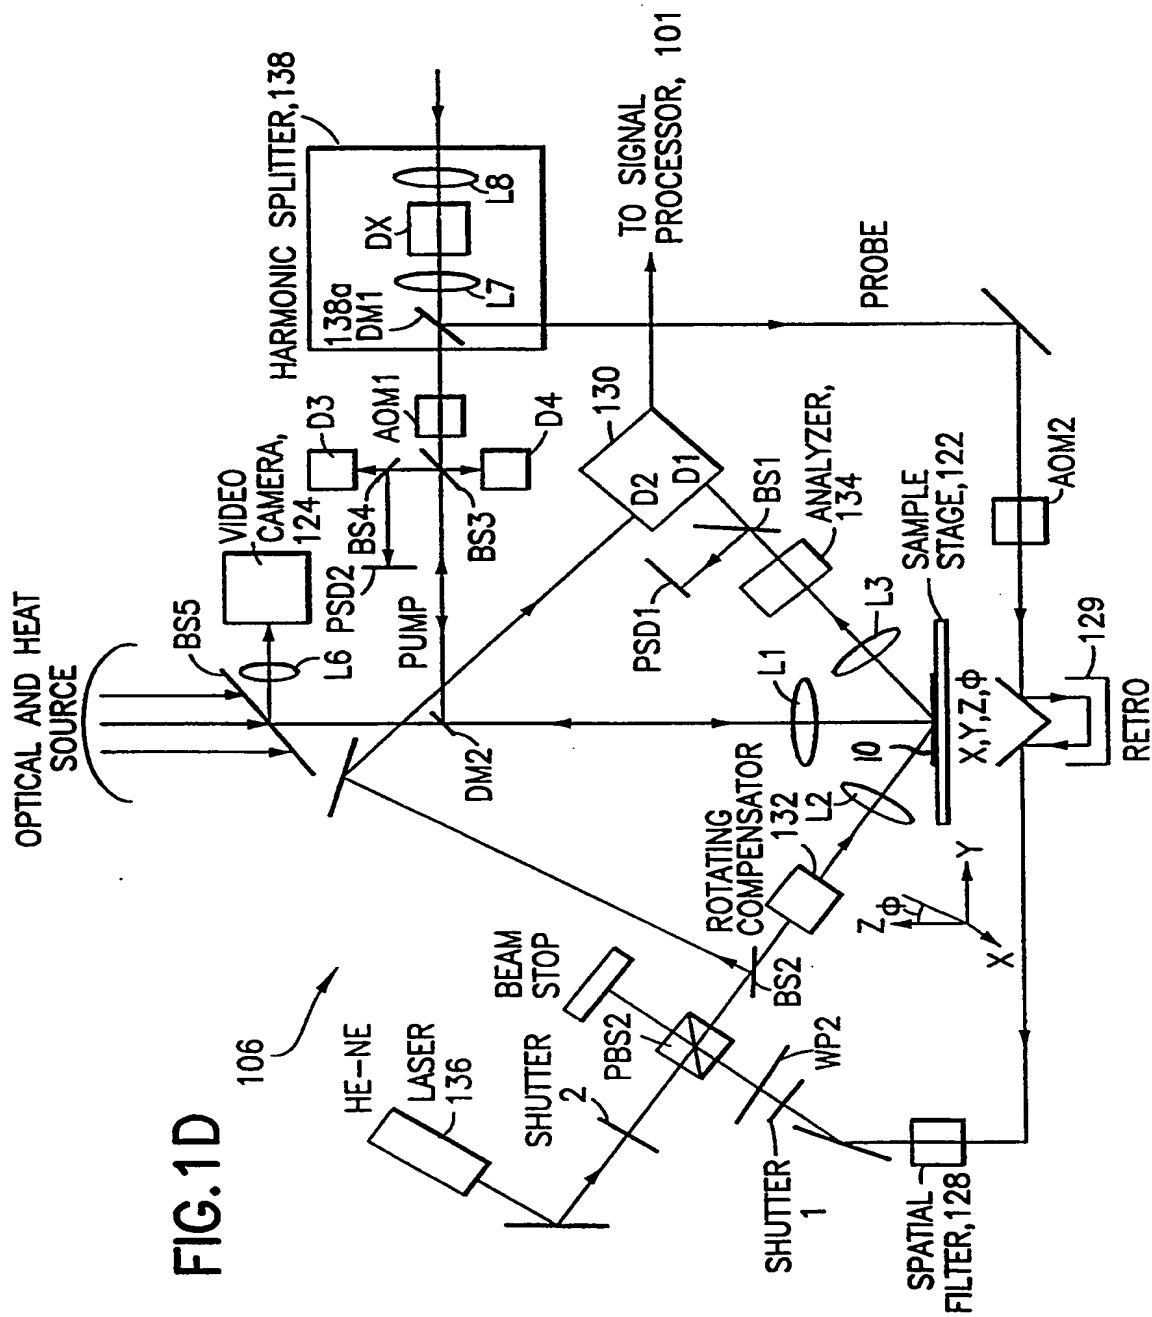 FIG.1D
106
HE-NE
LASER
136
SHUTTER
2
BEAM
STOP
PBS2
WP2
SHUTTER
1
SPATIAL
FILTER,128
BS2
ROTATING
COMPENSATOR
132
L2
Z
ϕ
Y
X
10
X,Y,Z,ϕ
RETRO
129
L1
L3
SAMPLE
STAGE,122
AOM2
ANALYZER,
134
BS1
PSD1
D2
D1
130
TO SIGNAL
PROCESSOR, 101
PROBE
OPTICAL AND HEAT
SOURCE
BS5
VIDEO
CAMERA,
124
L6
PSD2
PUMP
DM2
BS4
BS3
D3
D4
AOM1
HARMONIC SPLITTER,138
138a
DM1
L7
DX
L8